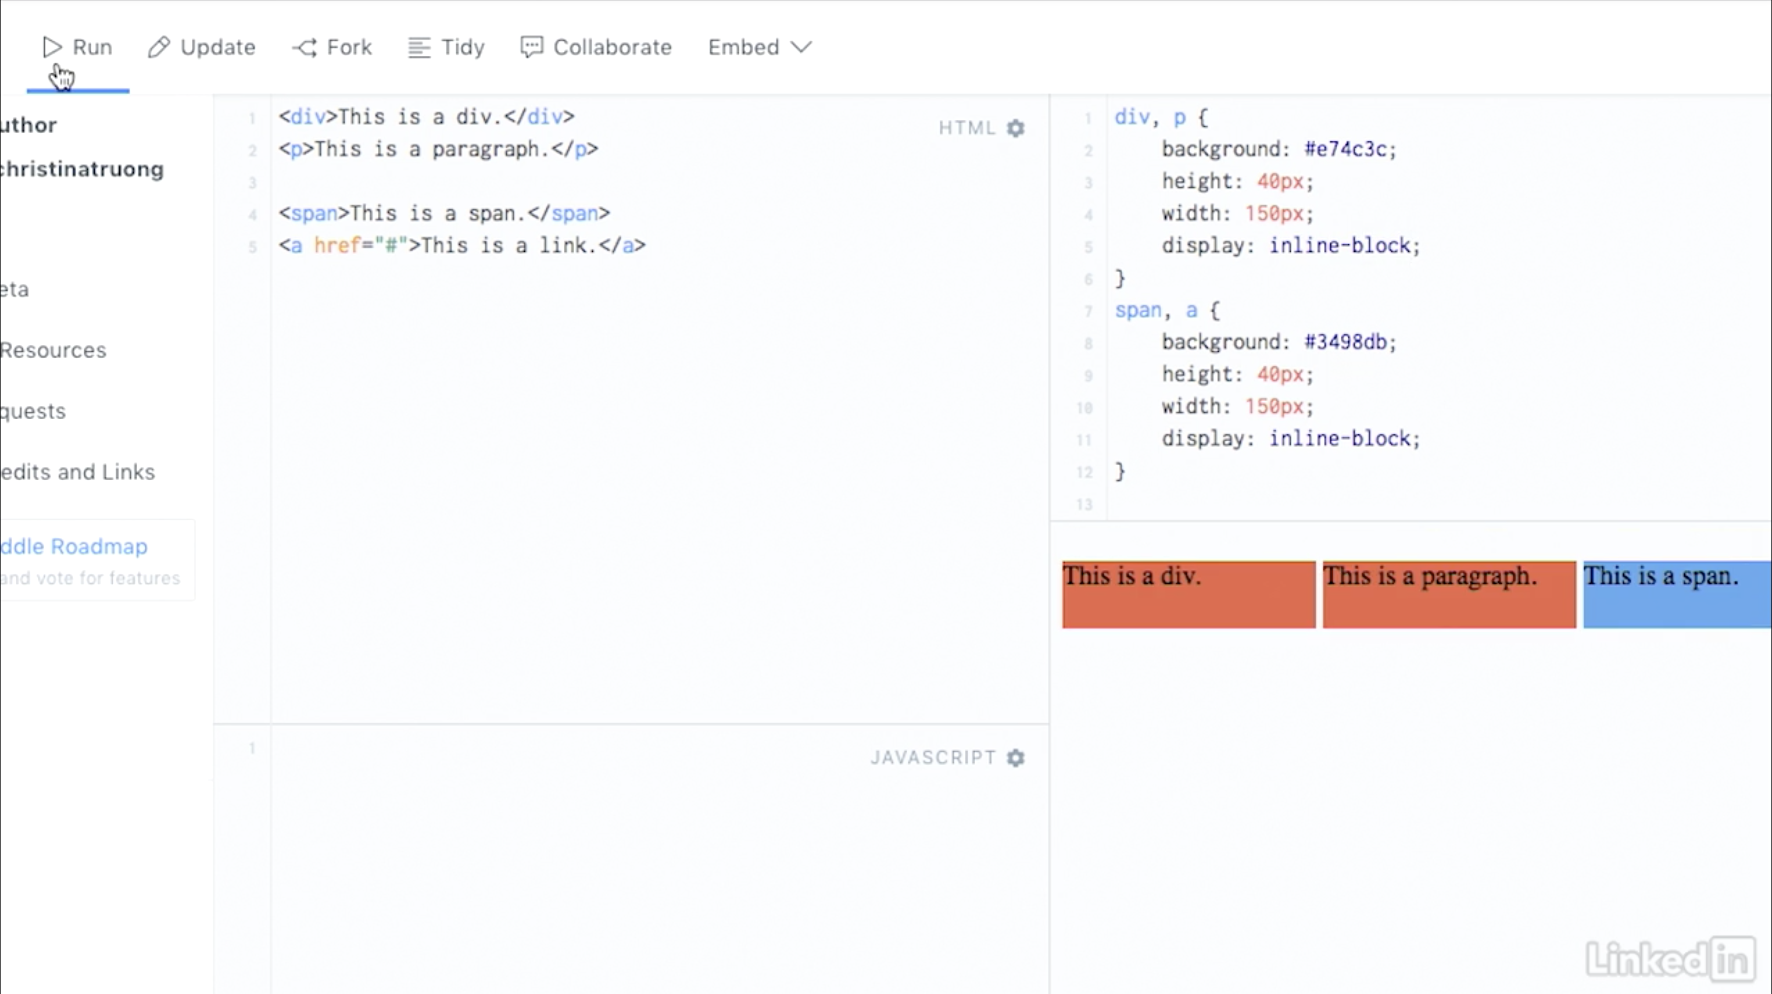 Run Update Fork Tidy Collaborate Embed
uthor
christinatruong
eta
Resources
quests
edits and Links
ddle Roadmap
and vote for features
1 <div>This is a div.</div>
2 <p>This is a paragraph.</p>
3
4 <span>This is a span.</span>
5 <a href="#">This is a link.</a>
HTML
1
JAVASCRIPT
1 div, p {
2 background: #e74c3c;
3 height: 40px;
4 width: 150px;
5 display: inline-block;
6 }
7 span, a {
8 background: #3498db;
9 height: 40px;
10 width: 150px;
11 display: inline-block;
12 }
13
This is a div. This is a paragraph. This is a span.
LinkedIn